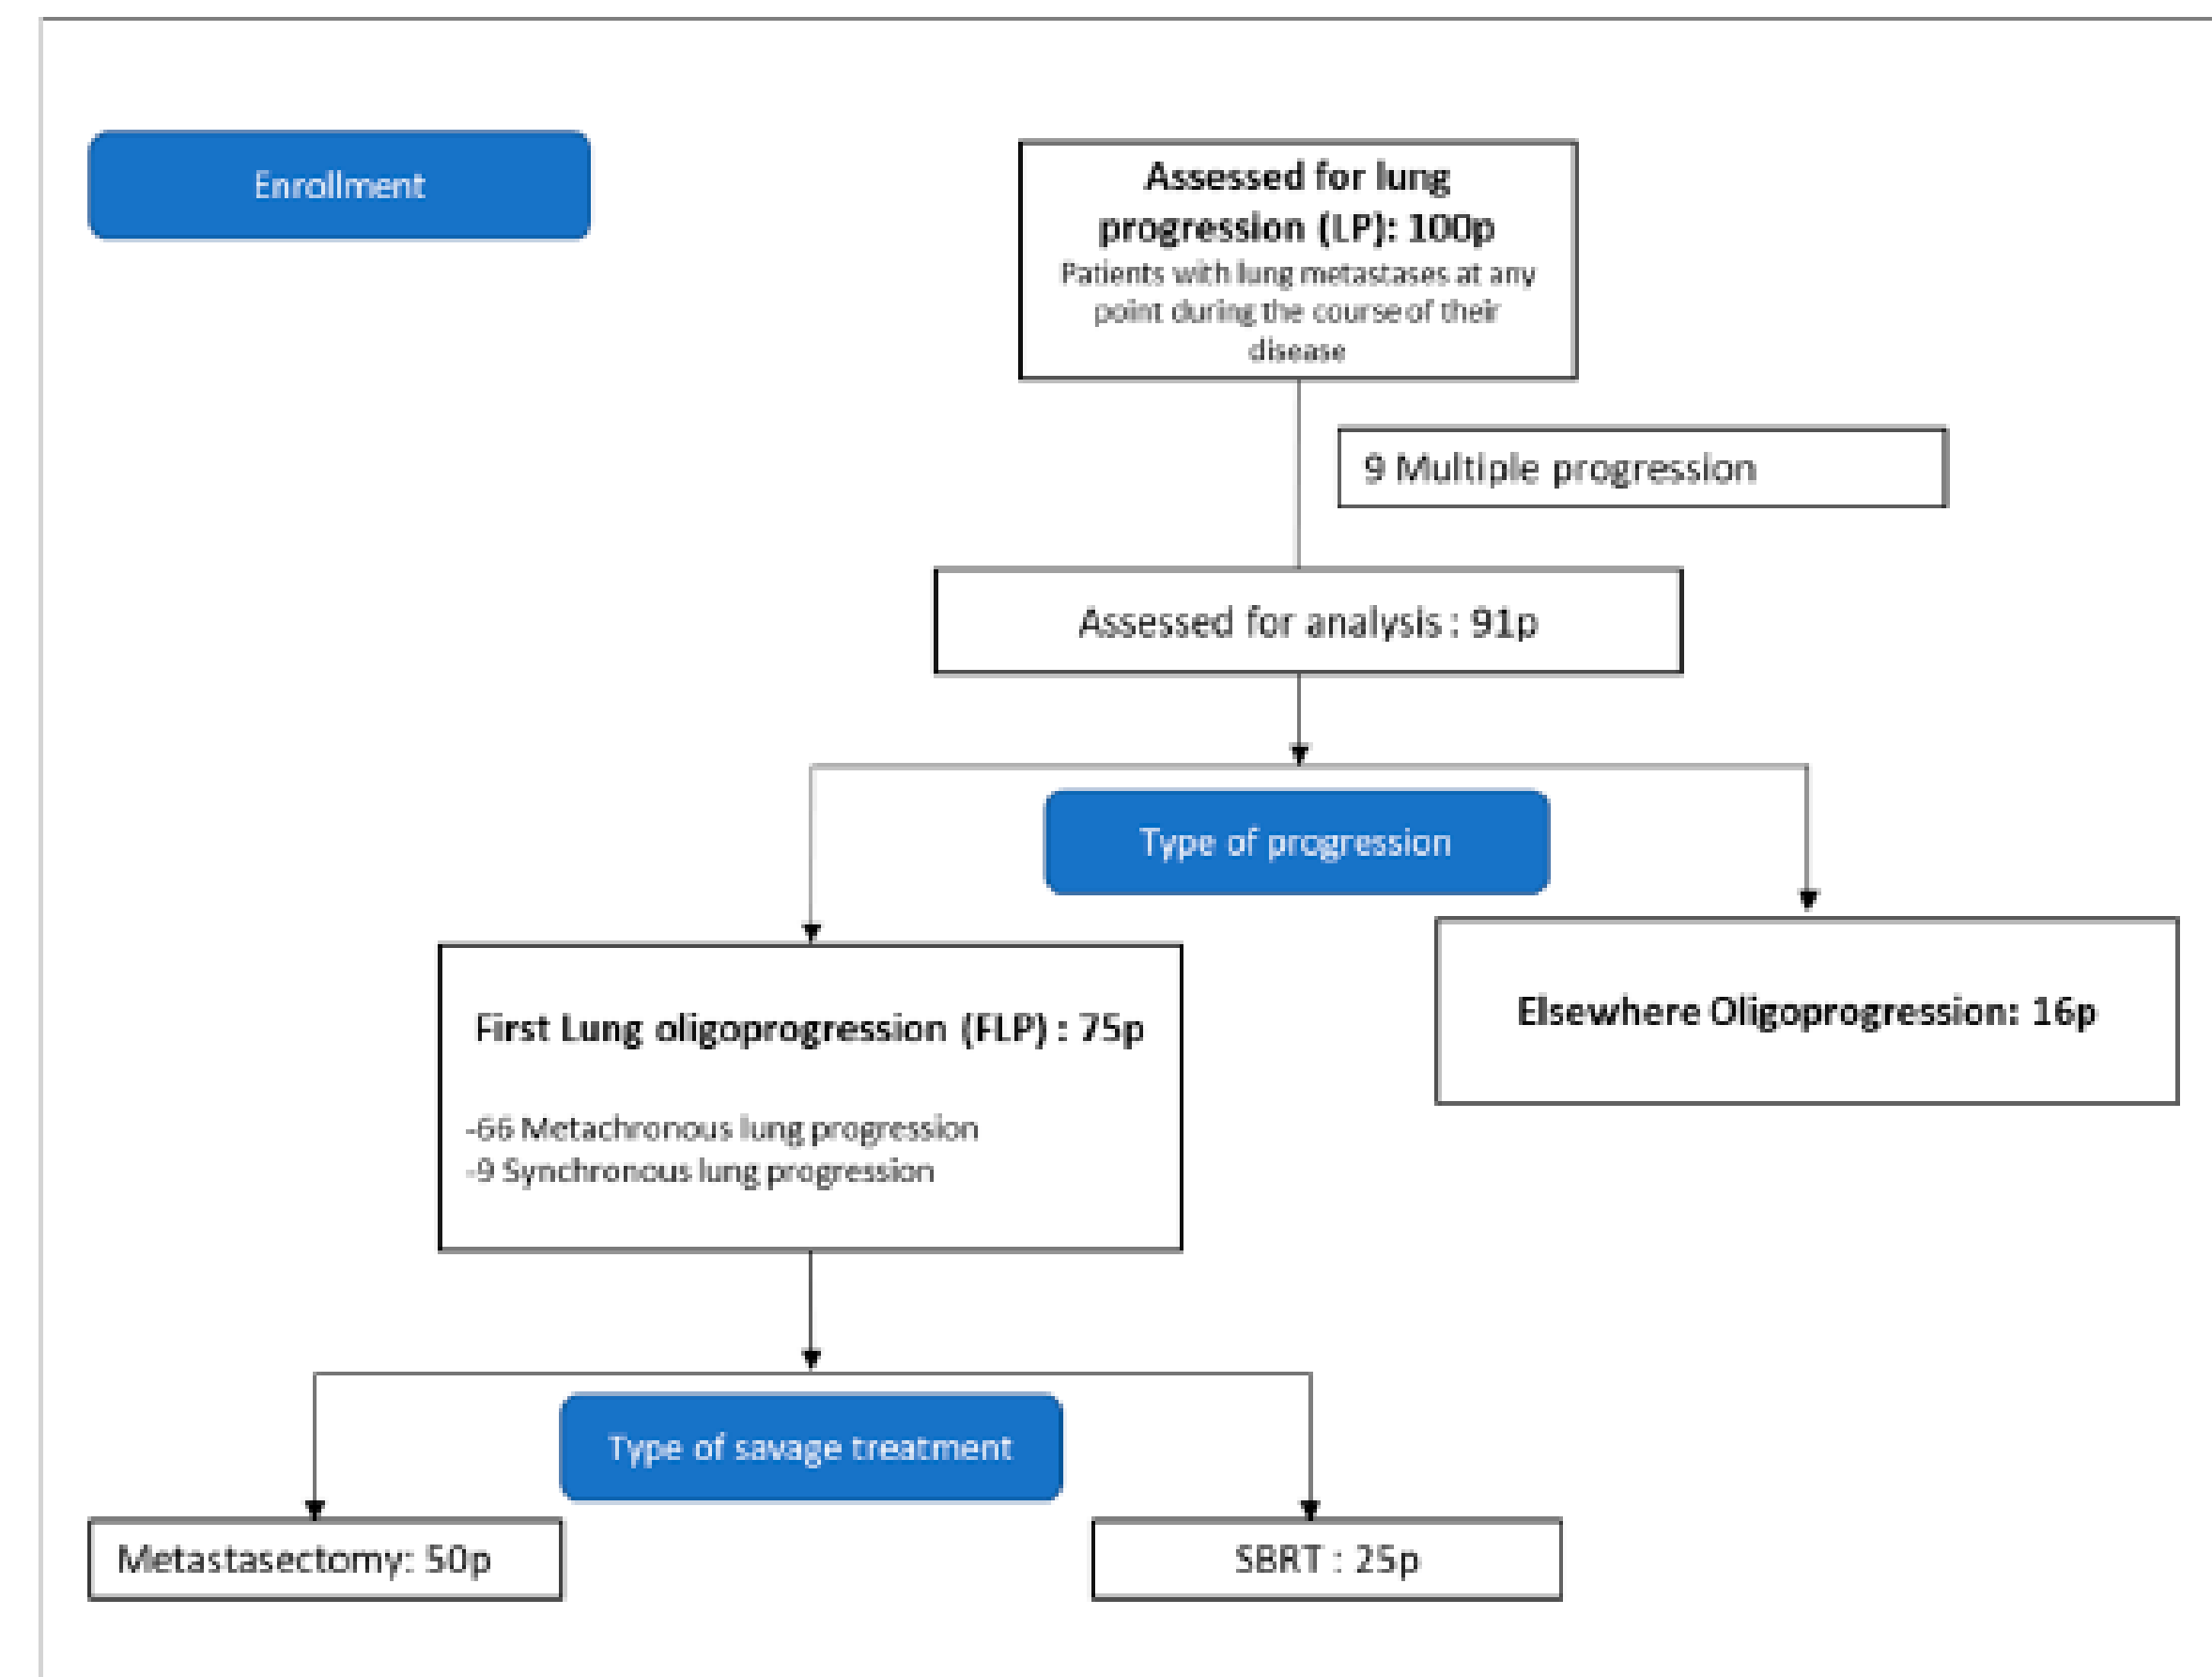 Enrollment
Assessed for lung
progression (LP): 100p
Patients with lung metastases at any
point during the course of their
disease
9 Multiple progression
Assessed for analysis : 91p
Type of progression
First Lung oligoprogression (FLP) : 75p
-66 Metachronous lung progression
-9 Synchronous lung progression
Elsewhere Oligoprogression: 16p
Type of savage treatment
Metastasectomy: 50p
SBRT : 25p